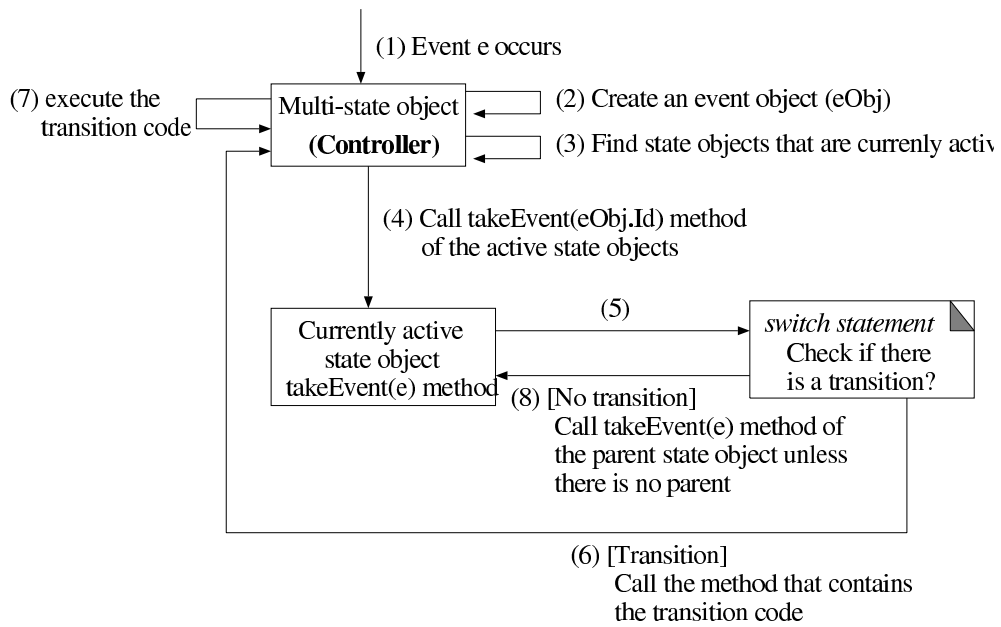 (1) Event e occurs
(7) execute the
transition code
Multi-state object
(Controller)
(2) Create an event object (eObj)
(3) Find state objects that are currenly activ
(4) Call takeEvent(eObj.Id) method
of the active state objects
Currently active
state object
takeEvent(e) method
(5)
switch statement
Check if there
is a transition?
(8) [No transition]
Call takeEvent(e) method of
the parent state object unless
there is no parent
(6) [Transition]
Call the method that contains
the transition code